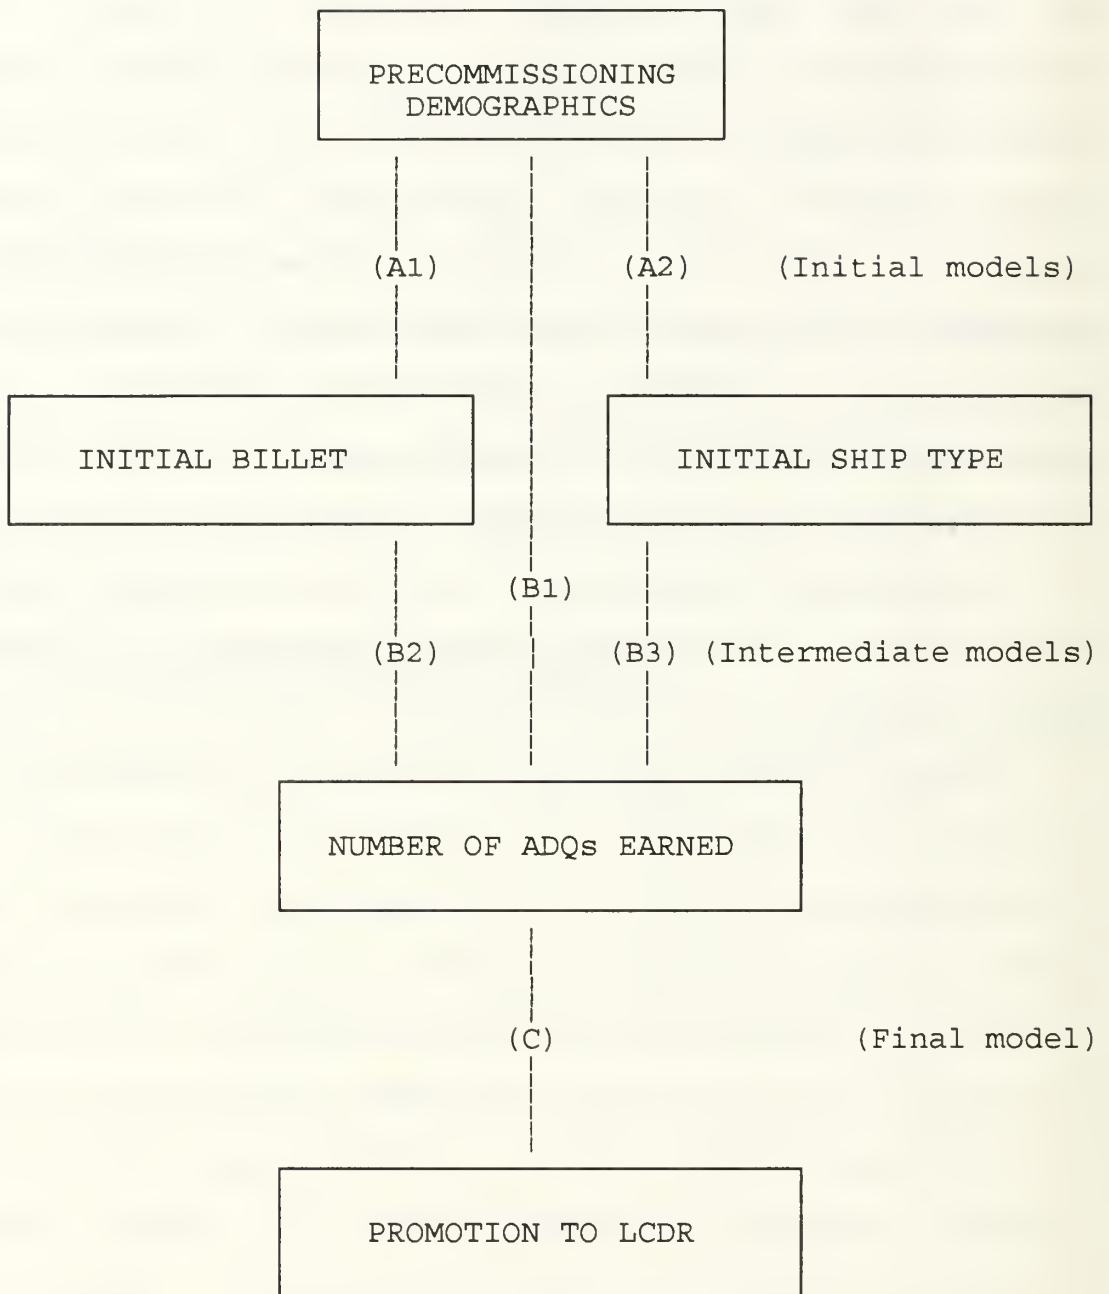 PRECOMMISSIONING
DEMOGRAPHICS
(A1) (A2) (Initial models)
INITIAL BILLET INITIAL SHIP TYPE
(B1)
(B2) (B3) (Intermediate models)
NUMBER OF ADQs EARNED
(C) (Final model)
PROMOTION TO LCDR